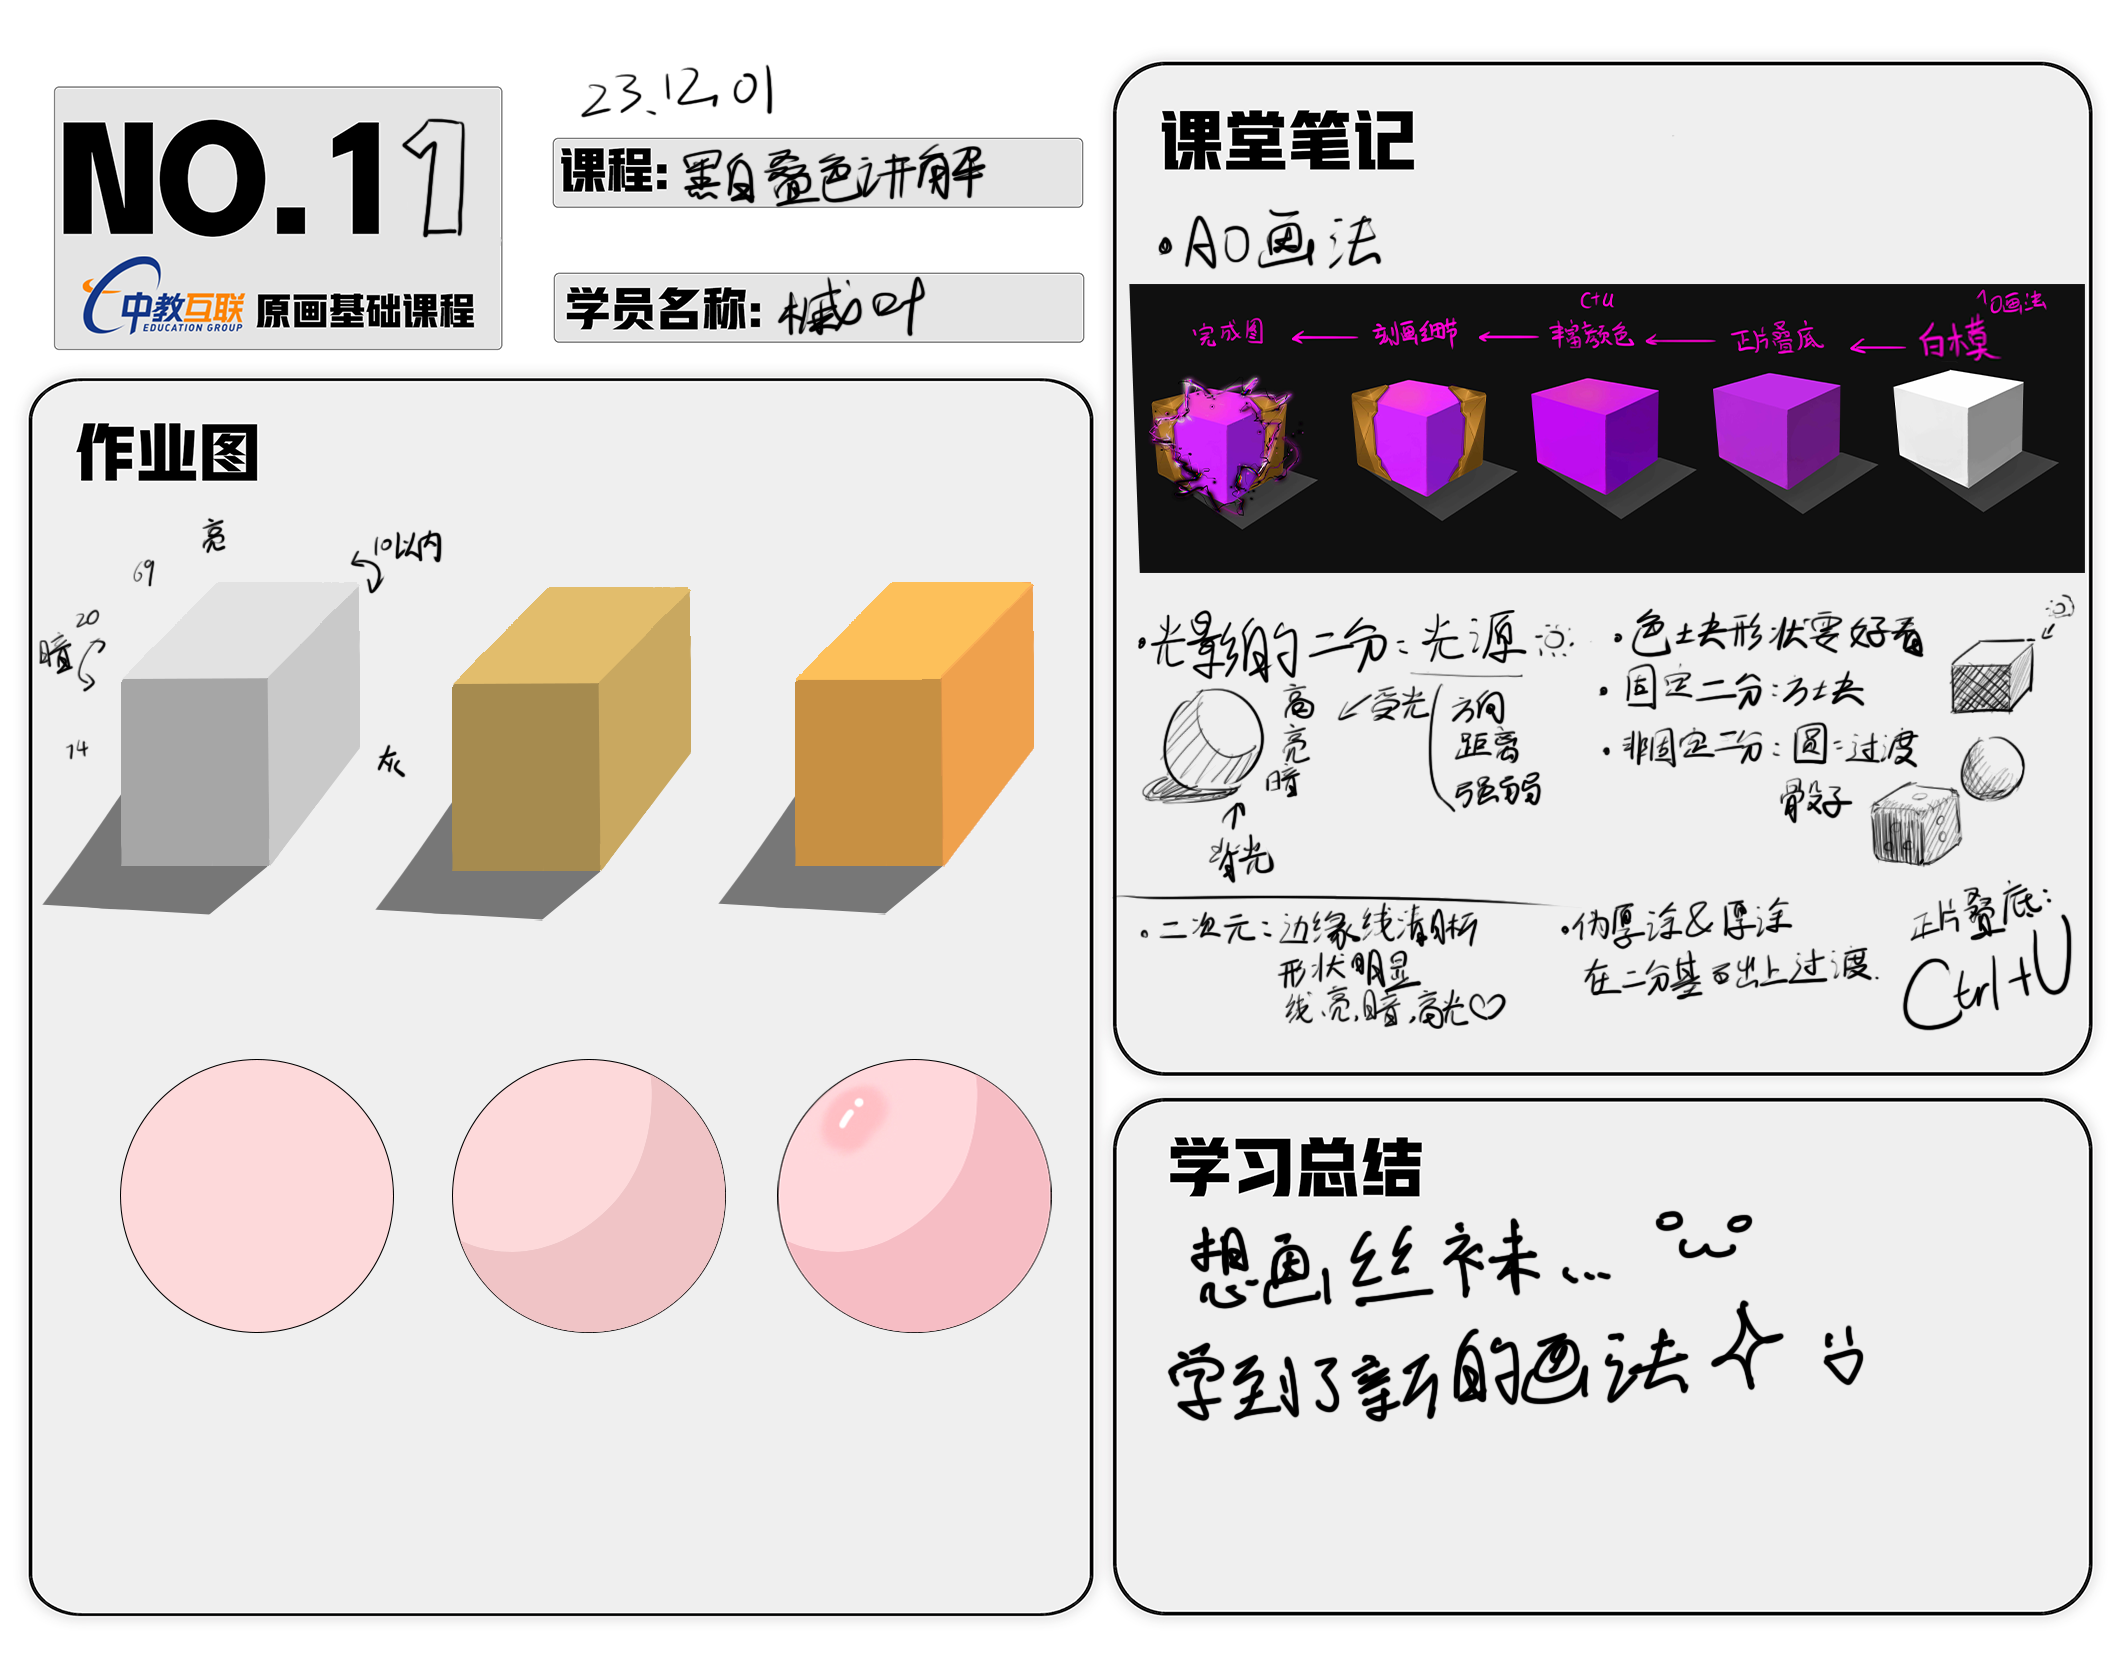 NO.11
中教互联
EDUCATION GROUP
原画基础课程
23.12.01
课程: 黑白叠色讲解
学员名称: 槭叶
作业图
亮
69
10以内
20
暗
74
灰
课堂笔记
·AO画法
C+U
AO画法
完成图 ← 刻画细节 ← 丰富颜色 ← 正片叠底 ← 白模
·光影的二分: 光源
高
亮
暗
受光
方向
距离
强弱
背光
·色块形状要好看
·固定二分: 方块
·非固定二分: 圆=过度
骰子
·二次元: 边缘线清晰
形状明显
线、亮,暗,高光
·伪厚涂&厚涂
在二分基础上过渡.
正片叠底:
Ctrl+U
学习总结
想画丝袜...
学到了新的画法